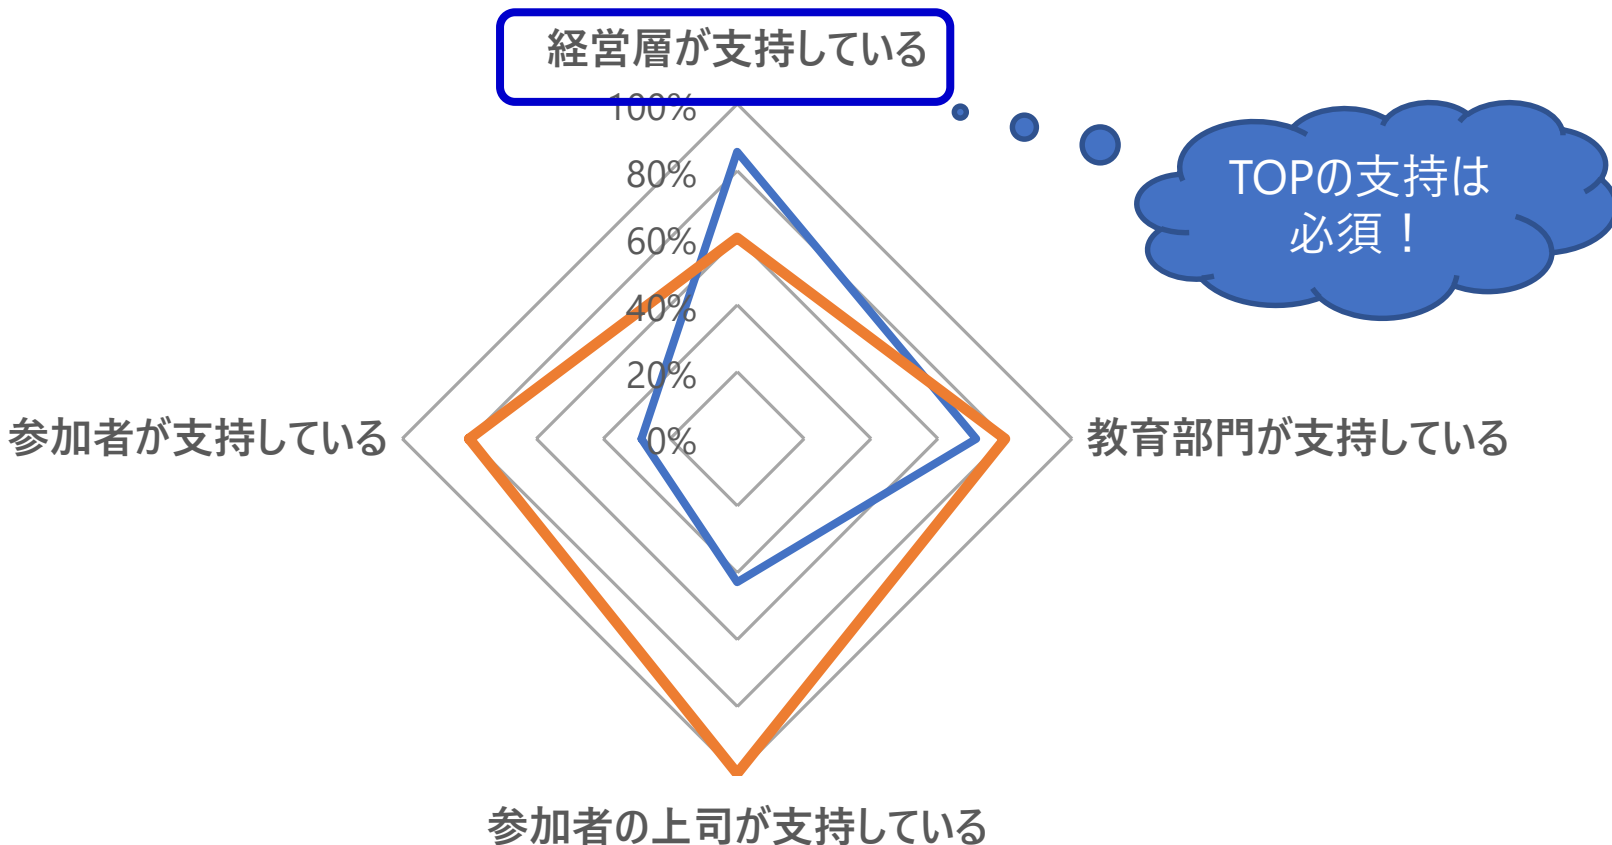 経営層が支持している
100%
80%
60%
40%
20%
0%
TOPの支持は
必須！
参加者が支持している
教育部門が支持している
参加者の上司が支持している